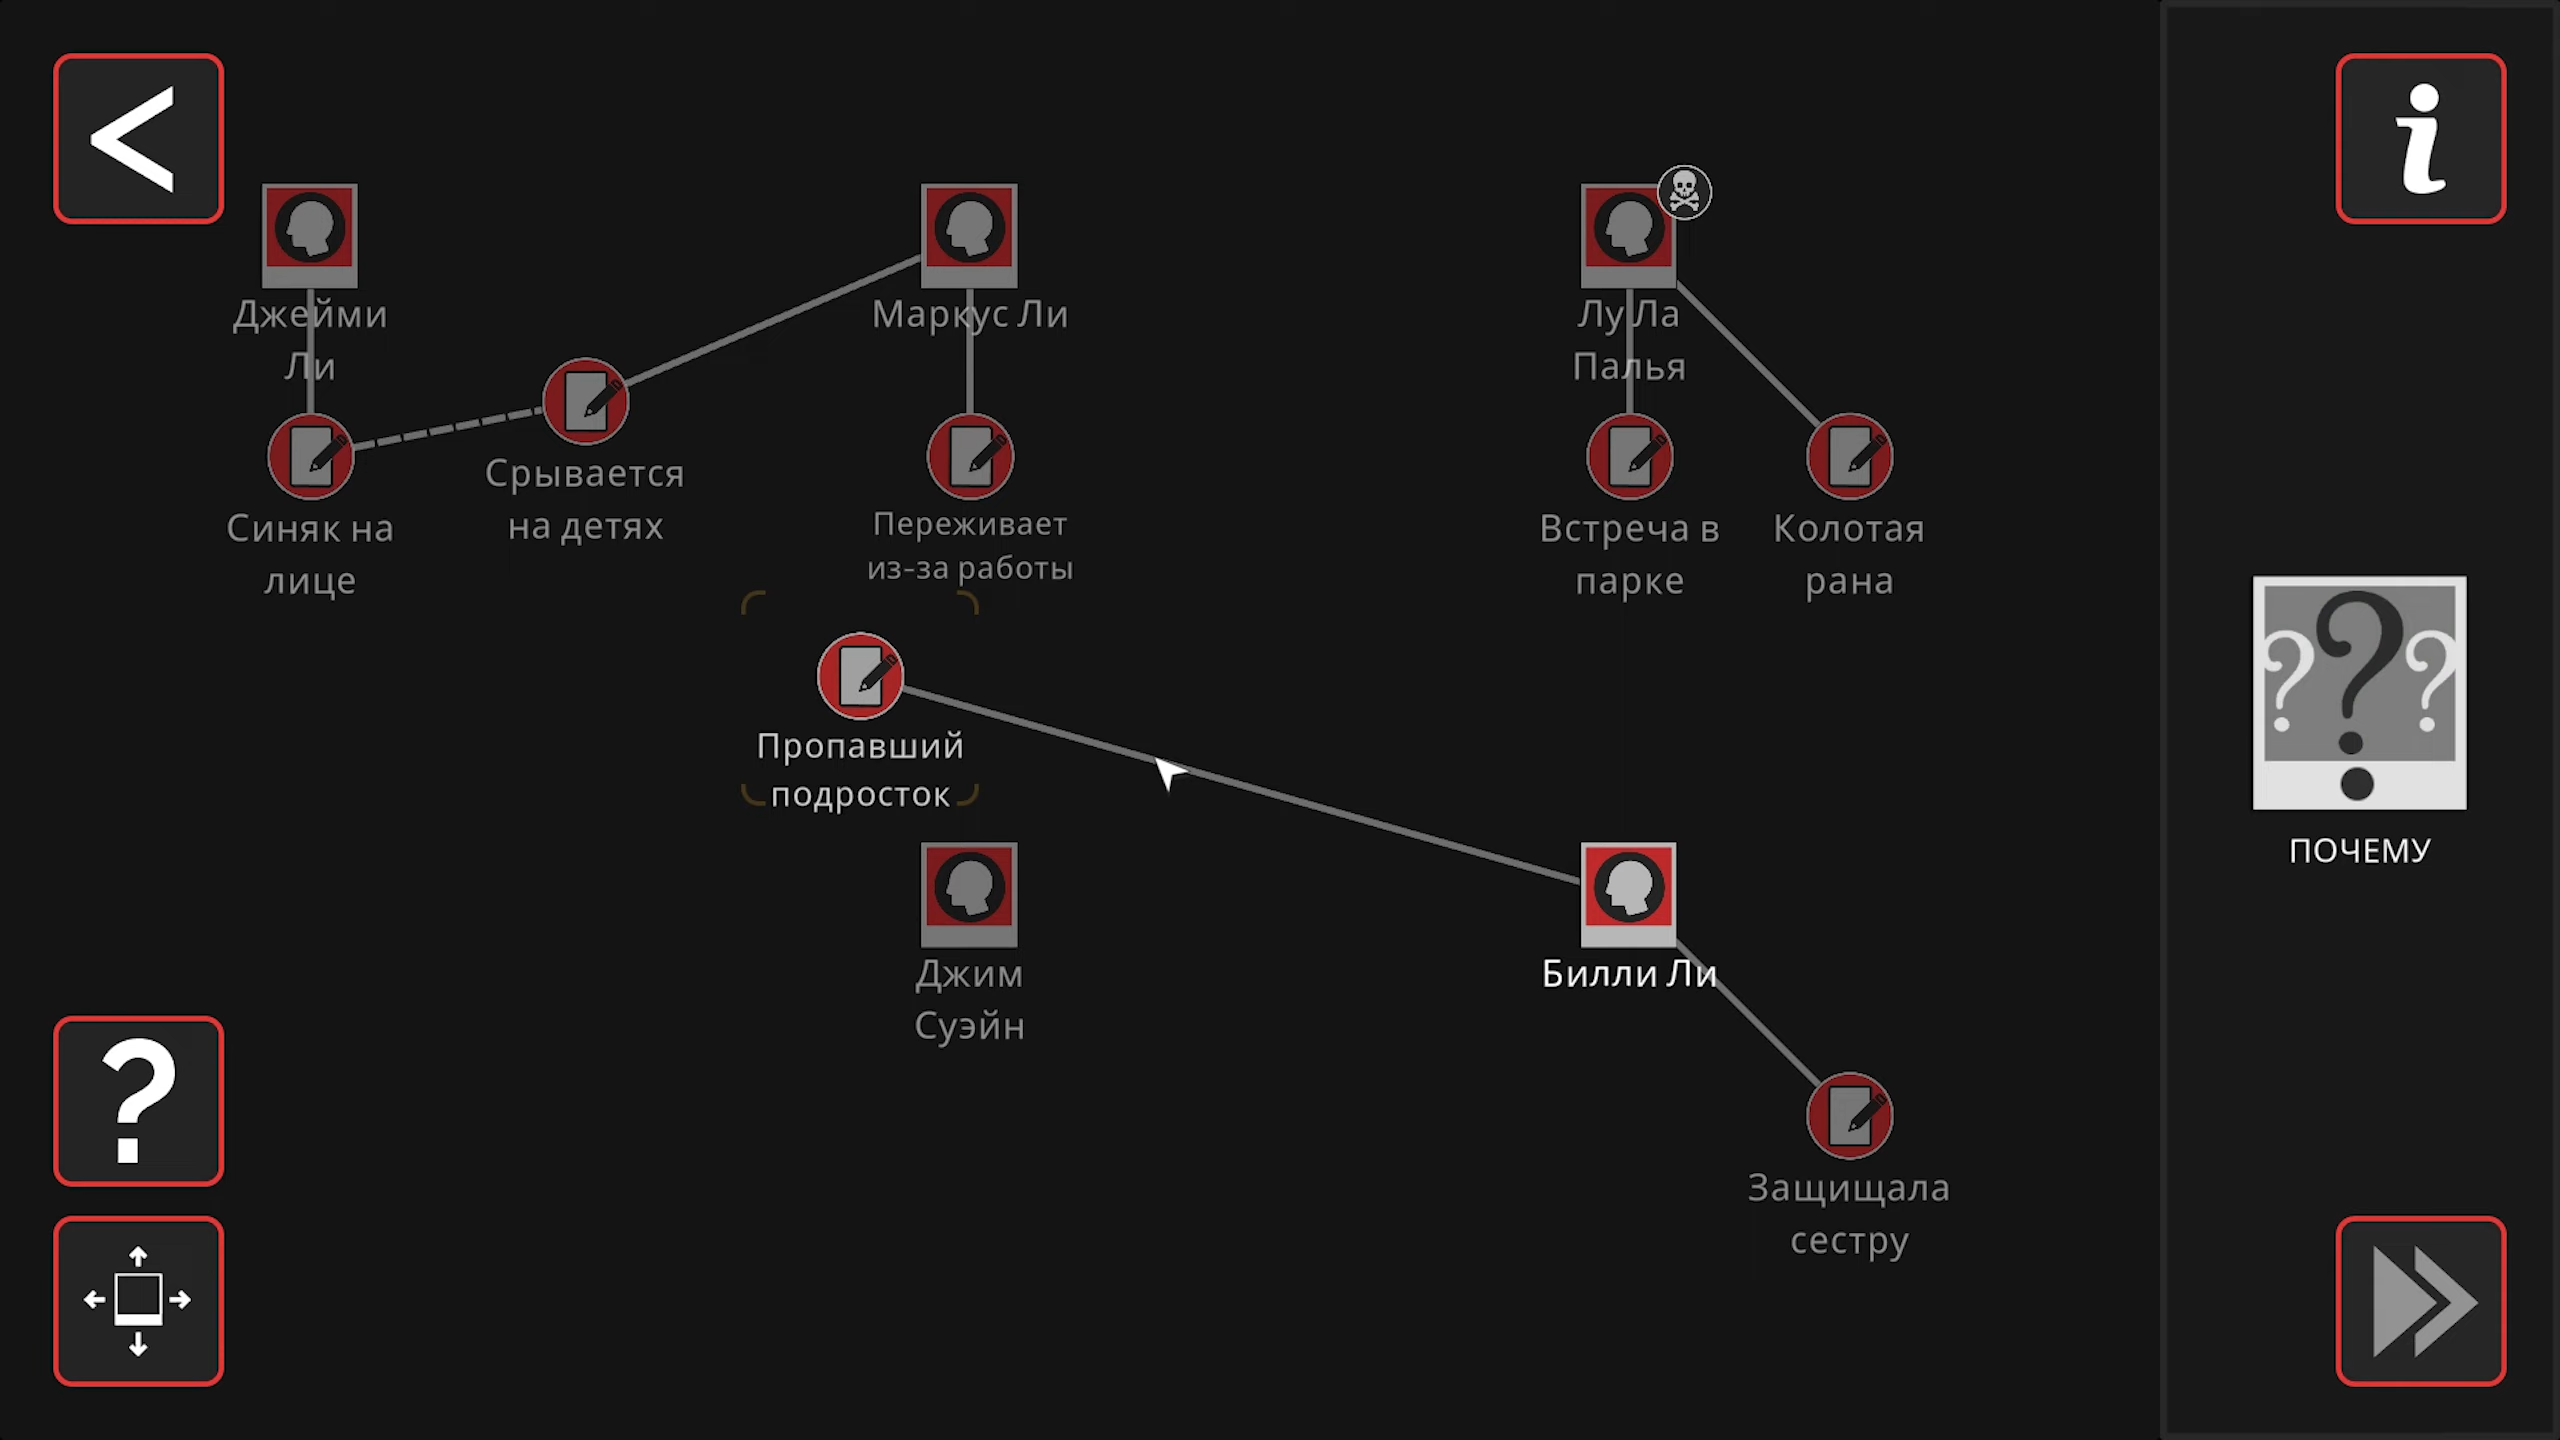 Джейми
Ли
Маркус Ли
Лу Ла
Палья
Синяк на
лице
Срывается
на детях
Переживает
из-за работы
Встреча в
парке
Колотая
рана
Пропавший
подросток
Джим
Суэйн
Билли Ли
Защищала
сестру
???
ПОЧЕМУ
<
i
?